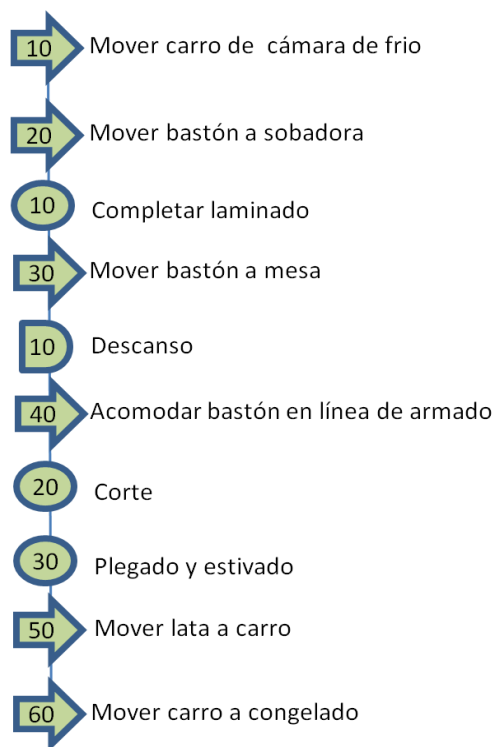 10 Mover carro de cámara de frio
20 Mover bastón a sobadora
10 Completar laminado
30 Mover bastón a mesa
10 Descanso
40 Acomodar bastón en línea de armado
20 Corte
30 Plegado y estivado
50 Mover lata a carro
60 Mover carro a congelado